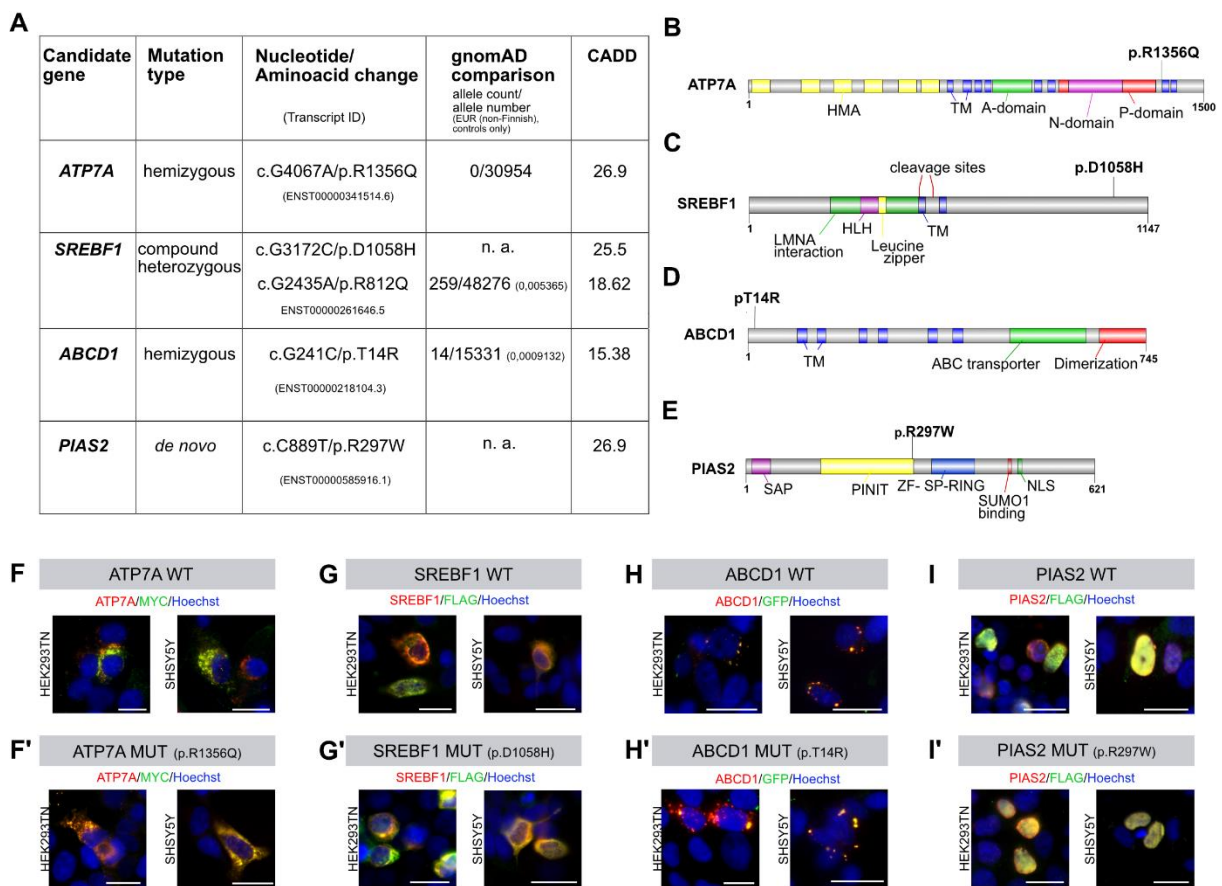 A
Candidate gene
Mutation type
Nucleotide/ Aminoacid change
(Transcript ID)
gnomAD comparison
allele count/ allele number
(EUR (non-Finnish), controls only)
CADD
ATP7A
hemizygous
c.G4067A/p.R1356Q
(ENST00000341514.6)
0/30954
26.9
SREBF1
compound heterozygous
c.G3172C/p.D1058H
n. a.
25.5
c.G2435A/p.R812Q
259/48276 (0,005365)
18.62
ENST00000261646.5
ABCD1
hemizygous
c.G241C/p.T14R
(ENST00000218104.3)
14/15331 (0,0009132)
15.38
PIAS2
de novo
c.C889T/p.R297W
(ENST00000585916.1)
n. a.
26.9
B
p.R1356Q
ATP7A
1
HMA
TM
A-domain
N-domain
P-domain
1500
C
cleavage sites
p.D1058H
SREBF1
1
LMNA interaction
HLH
Leucine zipper
TM
1147
D
pT14R
ABCD1
1
TM
ABC transporter
Dimerization
745
E
p.R297W
PIAS2
1
SAP
PINIT
ZF- SP-RING
SUMO1 binding
NLS
621
F
ATP7A WT
ATP7A/MYC/Hoechst
HEK293TN
SHSY5Y
G
SREBF1 WT
SREBF1/FLAG/Hoechst
HEK293TN
SHSY5Y
H
ABCD1 WT
ABCD1/GFP/Hoechst
HEK293TN
SHSY5Y
I
PIAS2 WT
PIAS2/FLAG/Hoechst
HEK293TN
SHSY5Y
F'
ATP7A MUT (p.R1356Q)
ATP7A/MYC/Hoechst
HEK293TN
SHSY5Y
G'
SREBF1 MUT (p.D1058H)
SREBF1/FLAG/Hoechst
HEK293TN
SHSY5Y
H'
ABCD1 MUT (p.T14R)
ABCD1/GFP/Hoechst
HEK293TN
SHSY5Y
I'
PIAS2 MUT (p.R297W)
PIAS2/FLAG/Hoechst
HEK293TN
SHSY5Y